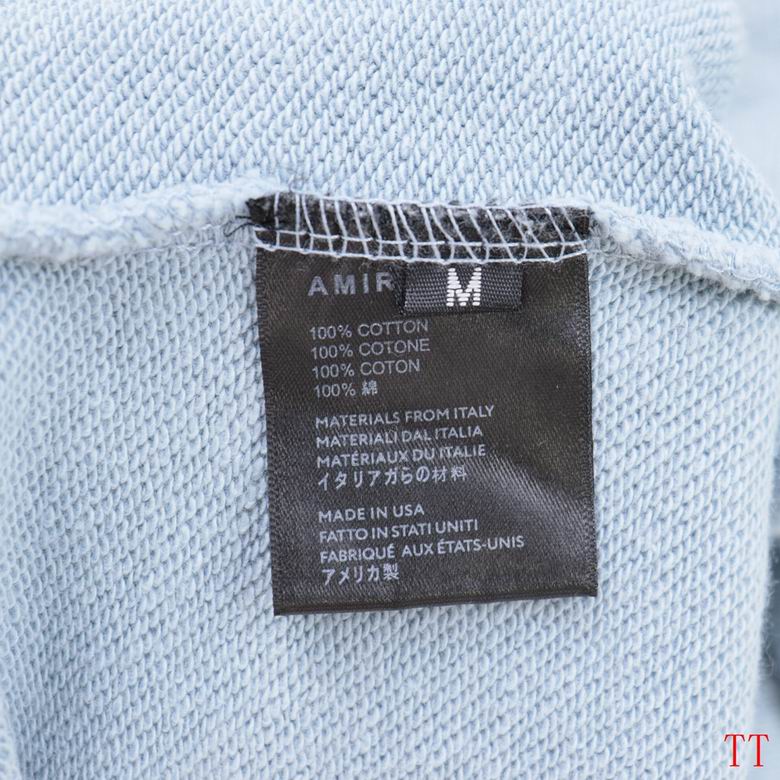 AMIR
M
100% COTTON
100% COTONE
100% COTON
100% 綿
MATERIALS FROM ITALY
MATERIALI DAL ITALIA
MATÉRIAUX DU ITALIE
イタリアガらの材料
MADE IN USA
FATTO IN STATI UNITI
FABRIQUÉ AUX ÉTATS-UNIS
アメリカ製
TT